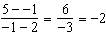 5 − −1 / −1 − 2 = 6 / −3 = −2